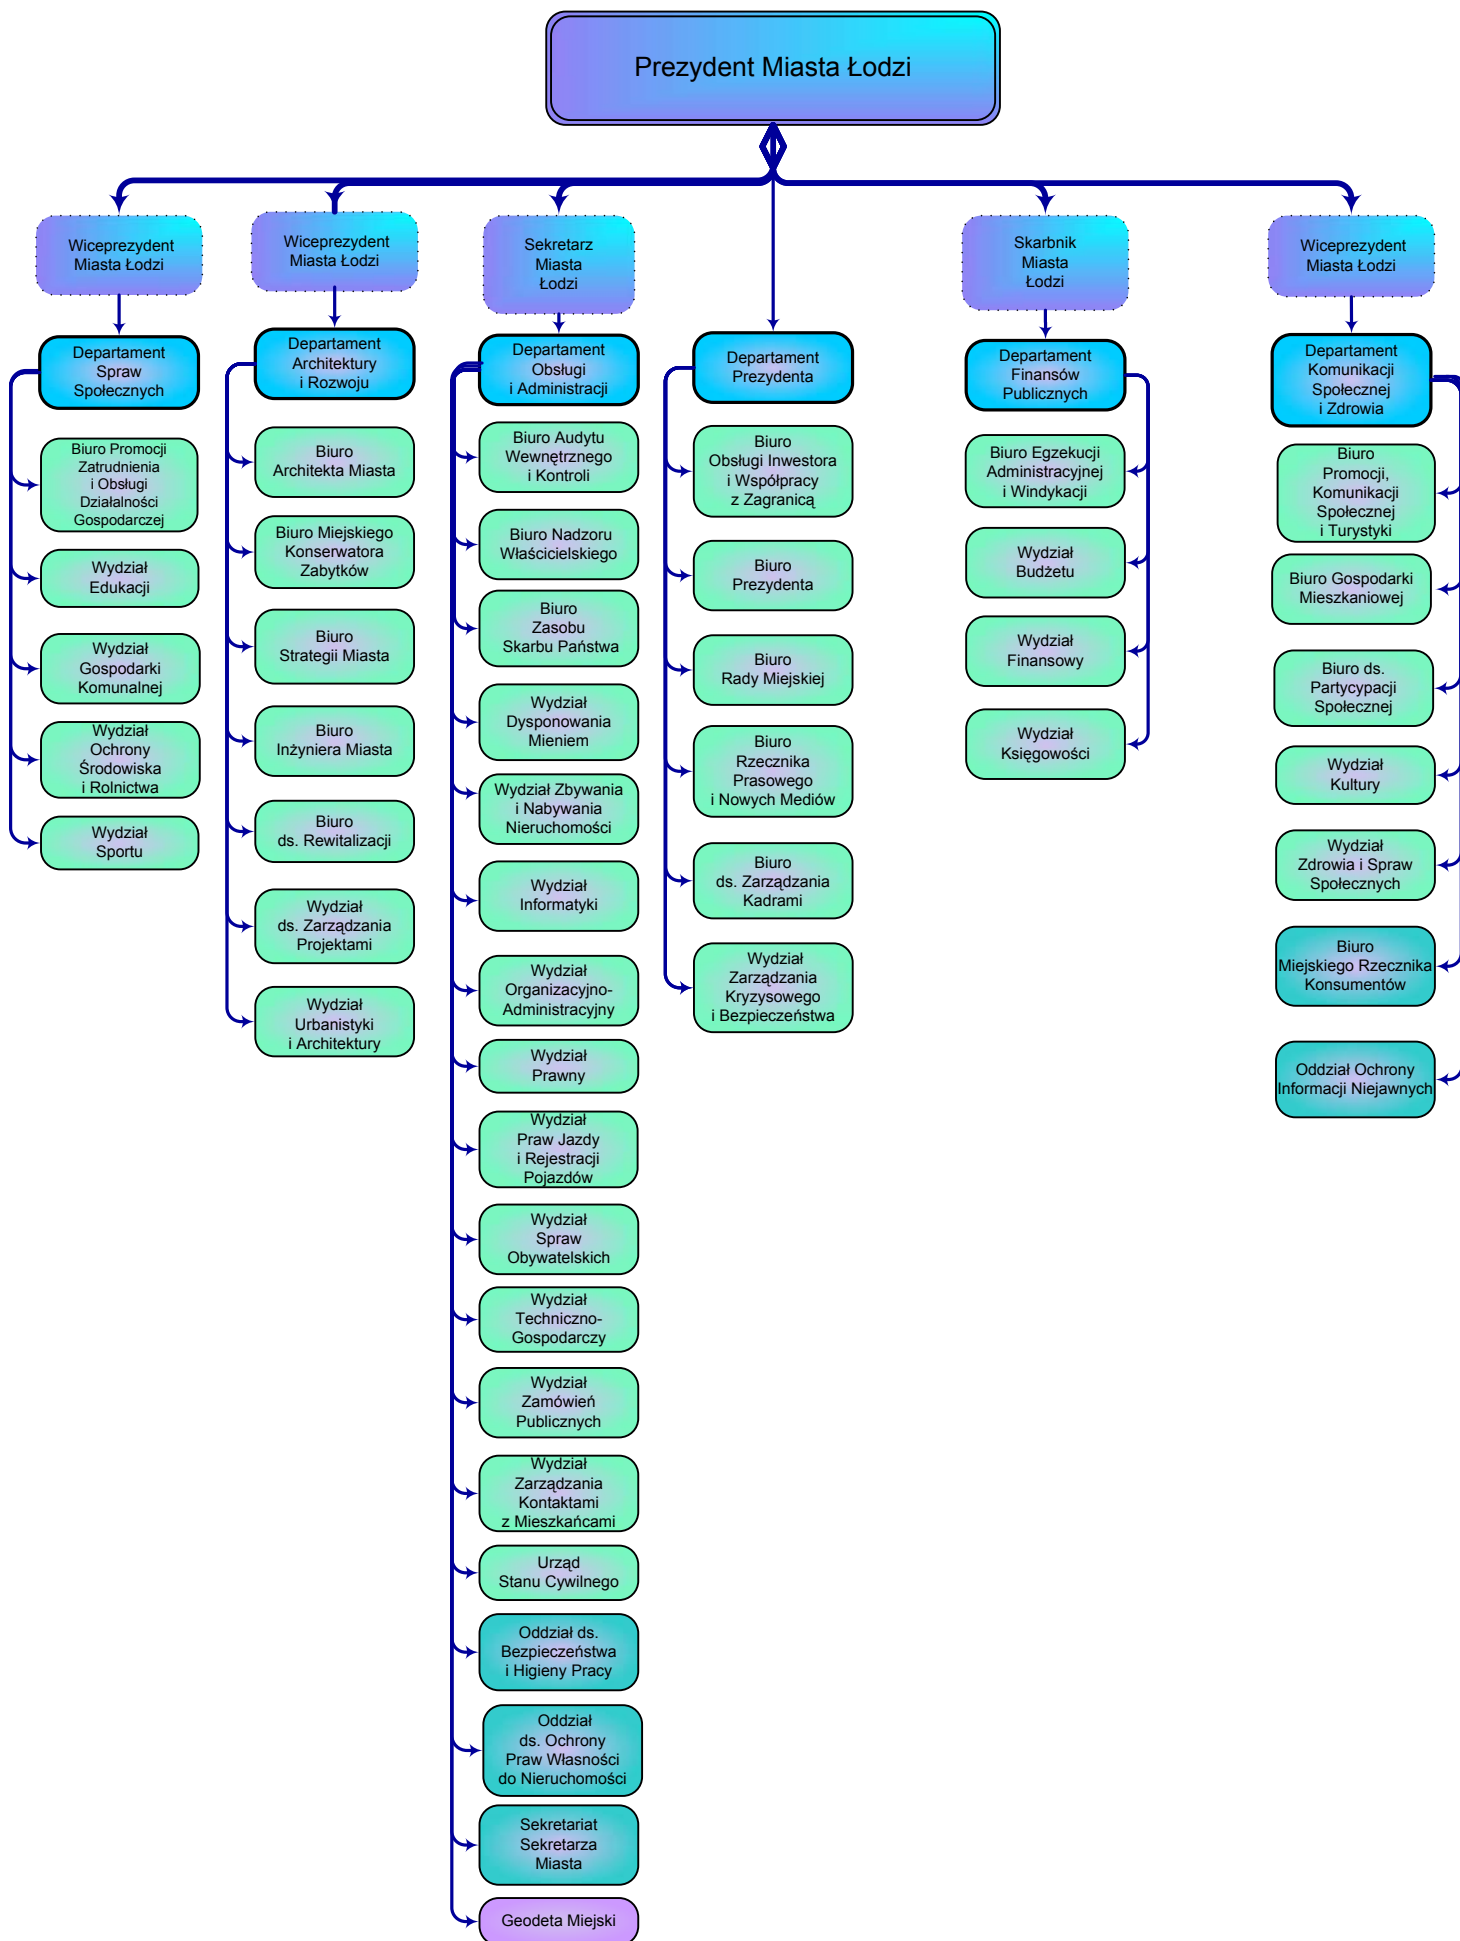 Prezydent Miasta Łodzi
Wiceprezydent
Miasta Łodzi
Departament
Spraw
Społecznych
Biuro Promocji
Zatrudnienia
i Obsługi
Działalności
Gospodarczej
Wydział
Edukacji
Wydział
Gospodarki
Komunalnej
Wydział
Ochrony
Środowiska
i Rolnictwa
Wydział
Sportu
Wiceprezydent
Miasta Łodzi
Departament
Architektury
i Rozwoju
Biuro
Architekta Miasta
Biuro Miejskiego
Konserwatora
Zabytków
Biuro
Strategii Miasta
Biuro
Inżyniera Miasta
Biuro
ds. Rewitalizacji
Wydział
ds. Zarządzania
Projektami
Wydział
Urbanistyki
i Architektury
Sekretarz
Miasta
Łodzi
Departament
Obsługi
i Administracji
Biuro Audytu
Wewnętrznego
i Kontroli
Biuro Nadzoru
Właścicielskiego
Biuro
Zasobu
Skarbu Państwa
Wydział
Dysponowania
Mieniem
Wydział Zbywania
i Nabywania
Nieruchomości
Wydział
Informatyki
Wydział
Organizacyjno-
Administracyjny
Wydział
Prawny
Wydział
Praw Jazdy
i Rejestracji
Pojazdów
Wydział
Spraw
Obywatelskich
Wydział
Techniczno-
Gospodarczy
Wydział
Zamówień
Publicznych
Wydział
Zarządzania
Kontaktami
z Mieszkańcami
Urząd
Stanu Cywilnego
Oddział ds.
Bezpieczeństwa
i Higieny Pracy
Oddział
ds. Ochrony
Praw Własności
do Nieruchomości
Sekretariat
Sekretarza
Miasta
Geodeta Miejski
Departament
Prezydenta
Biuro
Obsługi Inwestora
i Współpracy
z Zagranicą
Biuro
Prezydenta
Biuro
Rady Miejskiej
Biuro
Rzecznika
Prasowego
i Nowych Mediów
Biuro
ds. Zarządzania
Kadrami
Wydział
Zarządzania
Kryzysowego
i Bezpieczeństwa
Skarbnik
Miasta
Łodzi
Departament
Finansów
Publicznych
Biuro Egzekucji
Administracyjnej
i Windykacji
Wydział
Budżetu
Wydział
Finansowy
Wydział
Księgowości
Wiceprezydent
Miasta Łodzi
Departament
Komunikacji
Społecznej
i Zdrowia
Biuro
Promocji,
Komunikacji
Społecznej
i Turystyki
Biuro Gospodarki
Mieszkaniowej
Biuro ds.
Partycypacji
Społecznej
Wydział
Kultury
Wydział
Zdrowia i Spraw
Społecznych
Biuro
Miejskiego Rzecznika
Konsumentów
Oddział Ochrony
Informacji Niejawnych